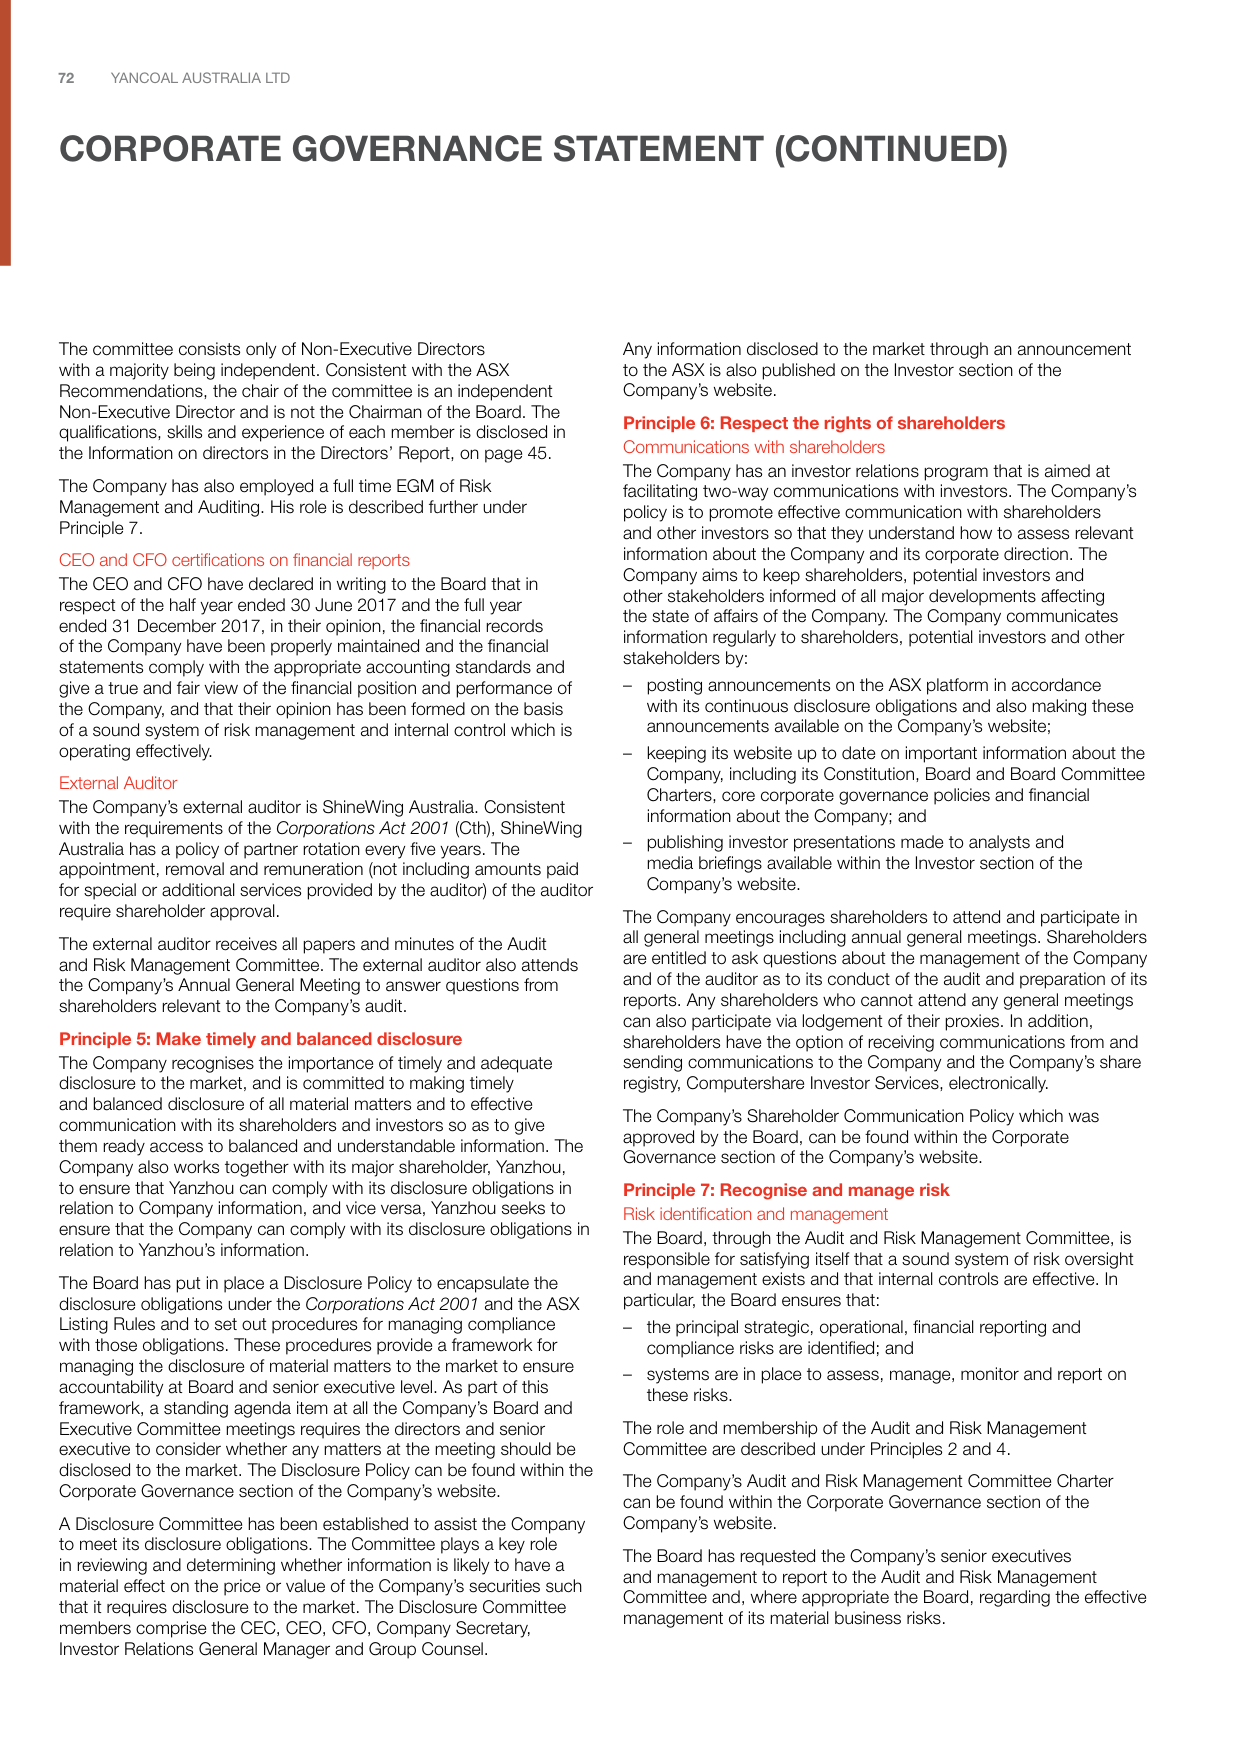 72 YANCOAL AUSTRALIA LTD
CORPORATE GOVERNANCE STATEMENT (CONTINUED)
The committee consists only of Non-Executive Directors
with a majority being independent. Consistent with the ASX
Recommendations, the chair of the committee is an independent
Non-Executive Director and is not the Chairman of the Board. The
qualifications, skills and experience of each member is disclosed in
the Information on directors in the Directors’ Report, on page 45.
The Company has also employed a full time EGM of Risk
Management and Auditing. His role is described further under
Principle 7.
CEO and CFO certifications on financial reports
The CEO and CFO have declared in writing to the Board that in
respect of the half year ended 30 June 2017 and the full year
ended 31 December 2017, in their opinion, the financial records
of the Company have been properly maintained and the financial
statements comply with the appropriate accounting standards and
give a true and fair view of the financial position and performance of
the Company, and that their opinion has been formed on the basis
of a sound system of risk management and internal control which is
operating effectively.
External Auditor
The Company’s external auditor is ShineWing Australia. Consistent
with the requirements of the Corporations Act 2001 (Cth), ShineWing
Australia has a policy of partner rotation every five years. The
appointment, removal and remuneration (not including amounts paid
for special or additional services provided by the auditor) of the auditor
require shareholder approval.
The external auditor receives all papers and minutes of the Audit
and Risk Management Committee. The external auditor also attends
the Company’s Annual General Meeting to answer questions from
shareholders relevant to the Company’s audit.
Principle 5: Make timely and balanced disclosure
The Company recognises the importance of timely and adequate
disclosure to the market, and is committed to making timely
and balanced disclosure of all material matters and to effective
communication with its shareholders and investors so as to give
them ready access to balanced and understandable information. The
Company also works together with its major shareholder, Yanzhou,
to ensure that Yanzhou can comply with its disclosure obligations in
relation to Company information, and vice versa, Yanzhou seeks to
ensure that the Company can comply with its disclosure obligations in
relation to Yanzhou’s information.
The Board has put in place a Disclosure Policy to encapsulate the
disclosure obligations under the Corporations Act 2001 and the ASX
Listing Rules and to set out procedures for managing compliance
with those obligations. These procedures provide a framework for
managing the disclosure of material matters to the market to ensure
accountability at Board and senior executive level. As part of this
framework, a standing agenda item at all the Company’s Board and
Executive Committee meetings requires the directors and senior
executive to consider whether any matters at the meeting should be
disclosed to the market. The Disclosure Policy can be found within the
Corporate Governance section of the Company’s website.
A Disclosure Committee has been established to assist the Company
to meet its disclosure obligations. The Committee plays a key role
in reviewing and determining whether information is likely to have a
material effect on the price or value of the Company’s securities such
that it requires disclosure to the market. The Disclosure Committee
members comprise the CEC, CEO, CFO, Company Secretary,
Investor Relations General Manager and Group Counsel.
Any information disclosed to the market through an announcement
to the ASX is also published on the Investor section of the
Company’s website.
Principle 6: Respect the rights of shareholders
Communications with shareholders
The Company has an investor relations program that is aimed at
facilitating two-way communications with investors. The Company’s
policy is to promote effective communication with shareholders
and other investors so that they understand how to assess relevant
information about the Company and its corporate direction. The
Company aims to keep shareholders, potential investors and
other stakeholders informed of all major developments affecting
the state of affairs of the Company. The Company communicates
information regularly to shareholders, potential investors and other
stakeholders by:
– posting announcements on the ASX platform in accordance
with its continuous disclosure obligations and also making these
announcements available on the Company’s website;
– keeping its website up to date on important information about the
Company, including its Constitution, Board and Board Committee
Charters, core corporate governance policies and financial
information about the Company; and
– publishing investor presentations made to analysts and
media briefings available within the Investor section of the
Company’s website.
The Company encourages shareholders to attend and participate in
all general meetings including annual general meetings. Shareholders
are entitled to ask questions about the management of the Company
and of the auditor as to its conduct of the audit and preparation of its
reports. Any shareholders who cannot attend any general meetings
can also participate via lodgement of their proxies. In addition,
shareholders have the option of receiving communications from and
sending communications to the Company and the Company’s share
registry, Computershare Investor Services, electronically.
The Company’s Shareholder Communication Policy which was
approved by the Board, can be found within the Corporate
Governance section of the Company’s website.
Principle 7: Recognise and manage risk
Risk identification and management
The Board, through the Audit and Risk Management Committee, is
responsible for satisfying itself that a sound system of risk oversight
and management exists and that internal controls are effective. In
particular, the Board ensures that:
– the principal strategic, operational, financial reporting and
compliance risks are identified; and
– systems are in place to assess, manage, monitor and report on
these risks.
The role and membership of the Audit and Risk Management
Committee are described under Principles 2 and 4.
The Company’s Audit and Risk Management Committee Charter
can be found within the Corporate Governance section of the
Company’s website.
The Board has requested the Company’s senior executives
and management to report to the Audit and Risk Management
Committee and, where appropriate the Board, regarding the effective
management of its material business risks.